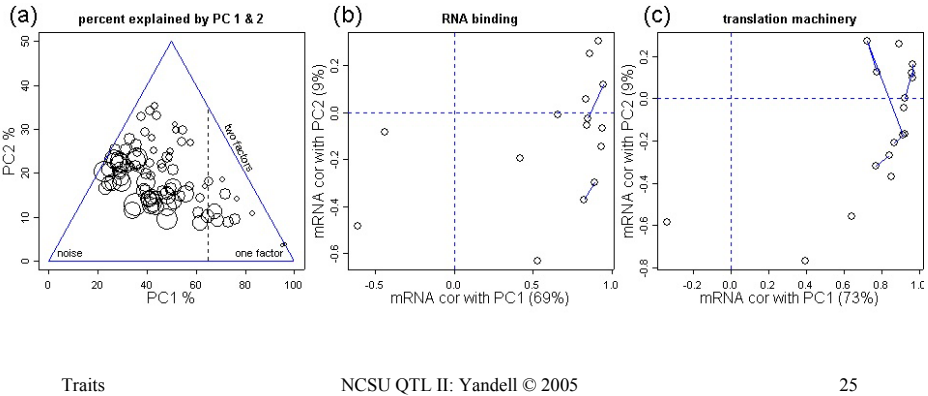 (a) percent explained by PC 1 & 2
PC2 %
50
40
30
20
10
0
two factors
noise
one factor
0 20 40 60 80 100
PC1 %
(b) RNA binding
mRNA cor with PC2 (9%)
0.2
0.0
-0.2
-0.4
-0.6
-0.5 0.0 0.5 1.0
mRNA cor with PC1 (69%)
(c) translation machinery
mRNA cor with PC2 (9%)
0.2
0.0
-0.2
-0.4
-0.6
-0.8
-0.2 0.0 0.2 0.4 0.6 0.8 1.0
mRNA cor with PC1 (73%)
Traits NCSU QTL II: Yandell © 2005 25